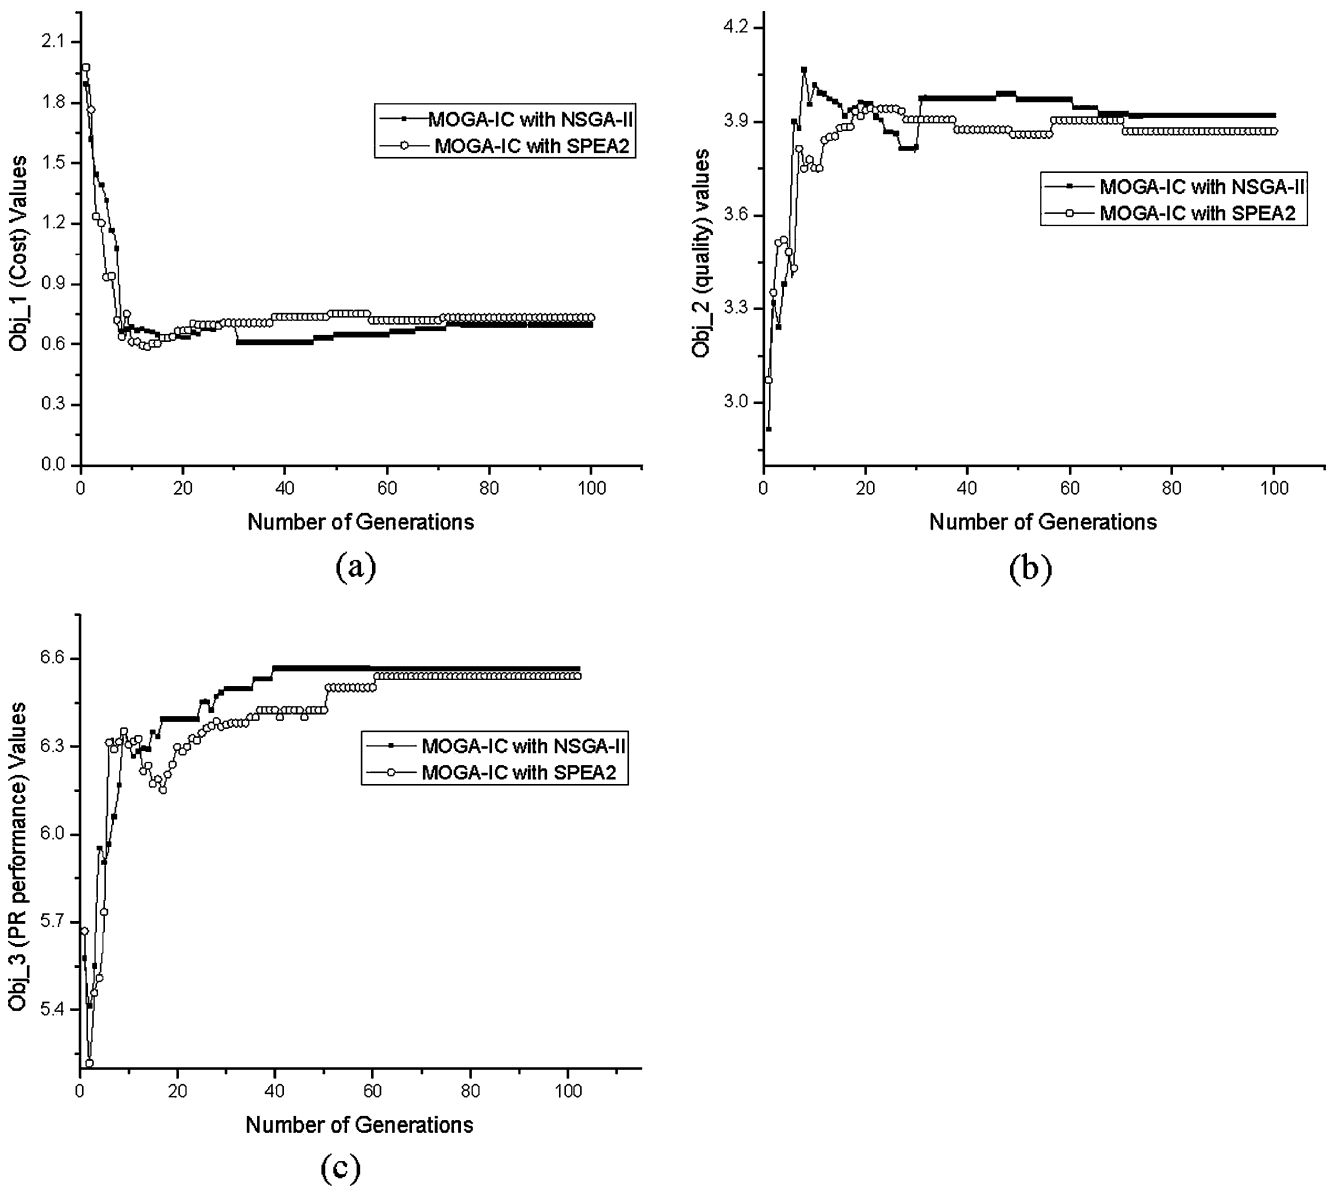 2.1
1.8
1.5
1.2
0.9
0.6
0.3
0.0
Obj_1 (Cost) Values
MOGA-IC with NSGA-II
MOGA-IC with SPEA2
0 20 40 60 80 100
Number of Generations
(a)
4.2
3.9
3.6
3.3
3.0
Obj_2 (quality) values
MOGA-IC with NSGA-II
MOGA-IC with SPEA2
0 20 40 60 80 100
Number of Generations
(b)
6.6
6.3
6.0
5.7
5.4
Obj_3 (PR performance) Values
MOGA-IC with NSGA-II
MOGA-IC with SPEA2
0 20 40 60 80 100
Number of Generations
(c)